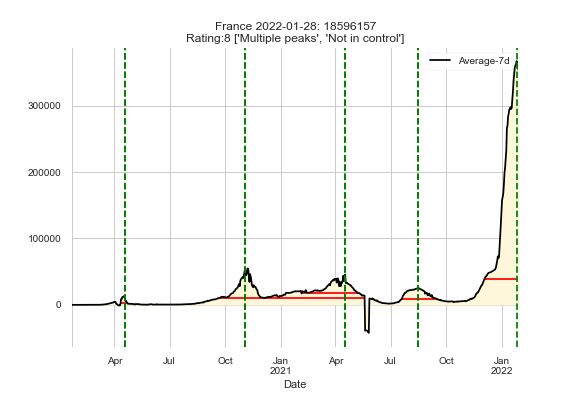 France 2022-01-28: 18596157
Rating:8 ['Multiple peaks', 'Not in control']
Average-7d
300000
200000
100000
0
Apr Jul Oct Jan Apr Jul Oct Jan
2021 2022
Date